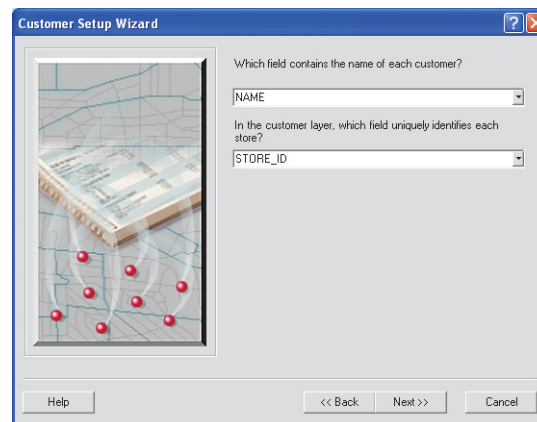 Customer Setup Wizard
Which field contains the name of each customer?
NAME
In the customer layer, which field uniquely identifies each
store?
STORE_ID
Help
<< Back
Next >>
Cancel